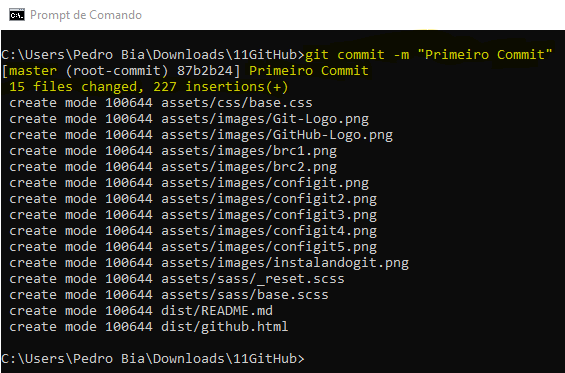 Prompt de Comando
C:\Users\Pedro Bia\Downloads\11GitHub>git commit -m "Primeiro Commit"
[master (root-commit) 87b2b24] Primeiro Commit
 15 files changed, 227 insertions(+)
 create mode 100644 assets/css/base.css
 create mode 100644 assets/images/Git-Logo.png
 create mode 100644 assets/images/GitHub-Logo.png
 create mode 100644 assets/images/brc1.png
 create mode 100644 assets/images/brc2.png
 create mode 100644 assets/images/configit.png
 create mode 100644 assets/images/configit2.png
 create mode 100644 assets/images/configit3.png
 create mode 100644 assets/images/configit4.png
 create mode 100644 assets/images/configit5.png
 create mode 100644 assets/images/instalandogit.png
 create mode 100644 assets/sass/_reset.scss
 create mode 100644 assets/sass/base.scss
 create mode 100644 dist/README.md
 create mode 100644 dist/github.html
C:\Users\Pedro Bia\Downloads\11GitHub>